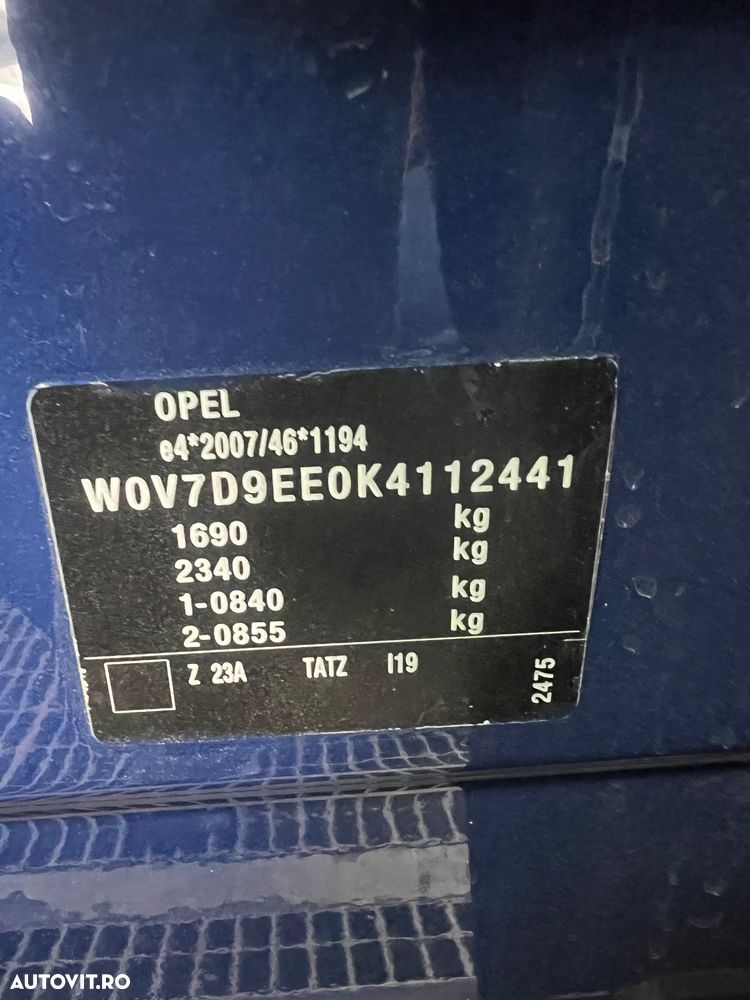 OPEL
e4*2007/46*1194
W0V7D9EE0K4112441
1690 kg
2340 kg
1-0840 kg
2-0855 kg
Z 23A TATZ I19 2475
AUTOVIT.RO